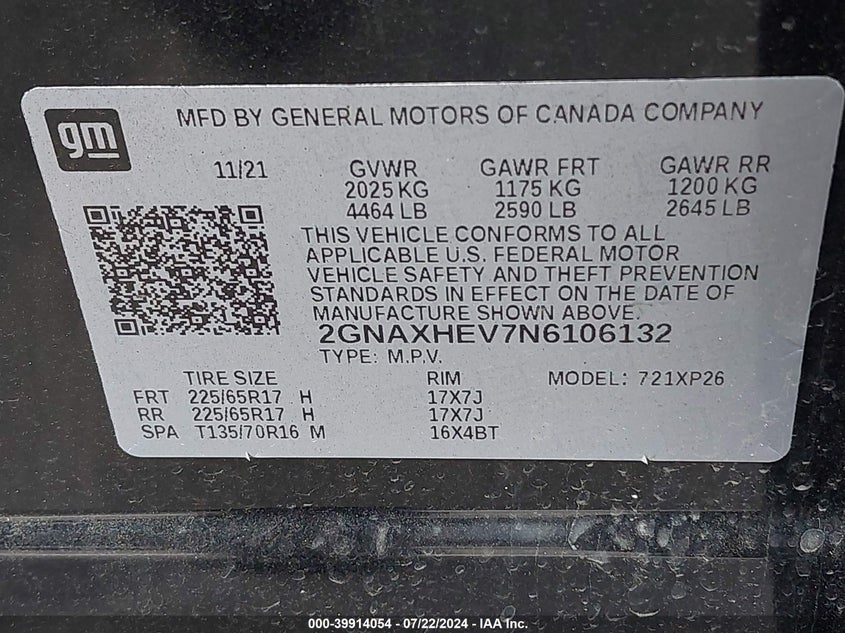 gm
MFD BY GENERAL MOTORS OF CANADA COMPANY
11/21 GVWR GAWR FRT GAWR RR
2025 KG 1175 KG 1200 KG
4464 LB 2590 LB 2645 LB
THIS VEHICLE CONFORMS TO ALL
APPLICABLE U.S. FEDERAL MOTOR
VEHICLE SAFETY AND THEFT PREVENTION
STANDARDS IN EFFECT ON THE DATE OF
MANUFACTURE SHOWN ABOVE.
2GNAXHEV7N6106132
TYPE: M.P.V.
TIRE SIZE RIM MODEL: 721XP26
FRT 225/65R17 H 17X7J
RR 225/65R17 H 17X7J
SPA T135/70R16 M 16X4BT
000-39914054 - 07/22/2024 - IAA Inc.